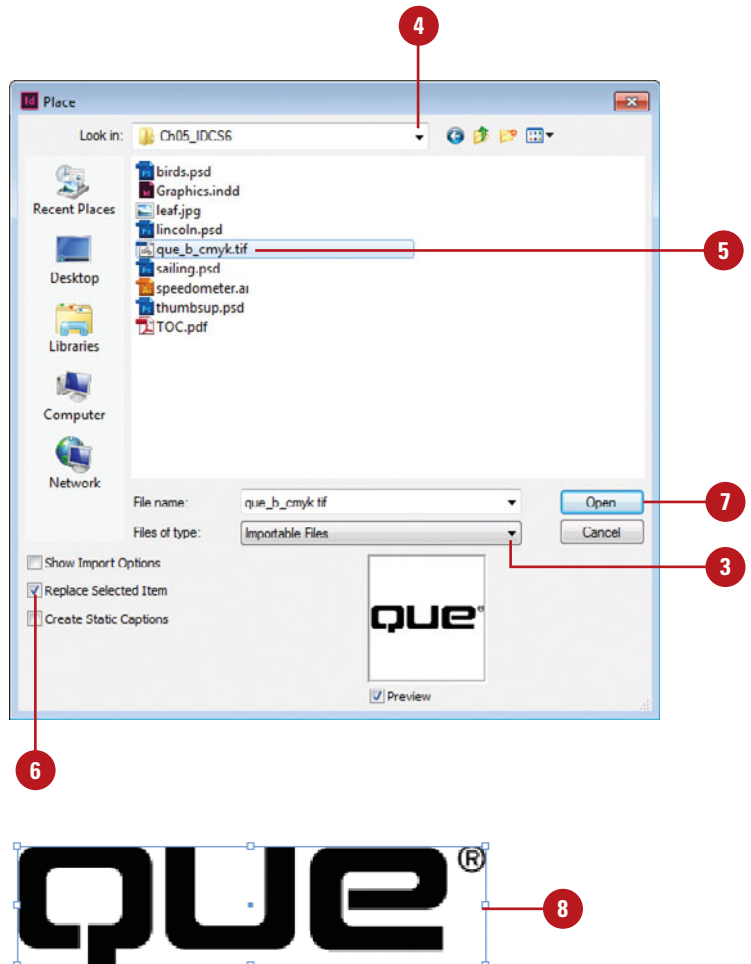 4
Id Place
Look in: Ch05_IDCS6
Recent Places
Desktop
Libraries
Computer
Network
birds.psd
Graphics.indd
leaf.jpg
lincoln.psd
que_b_cmyk.tif
5
sailing.psd
speedometer.ai
thumbsup.psd
TOC.pdf
File name: que_b_cmyk.tif Open
7
Files of type: Importable Files Cancel
3
Show Import Options
Replace Selected Item
Create Static Captions
que®
Preview
6
que®
8